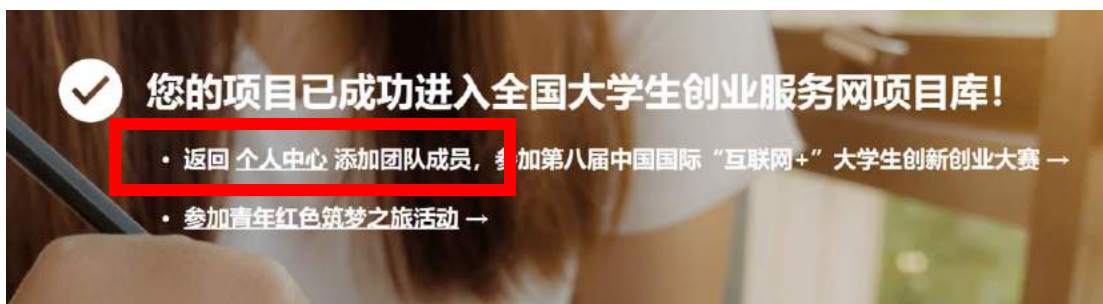 您的项目已成功进入全国大学生创业服务网项目库!
• 返回 个人中心 添加团队成员，参加第八届中国国际“互联网+”大学生创新创业大赛 →
• 参加青年红色筑梦之旅活动 →